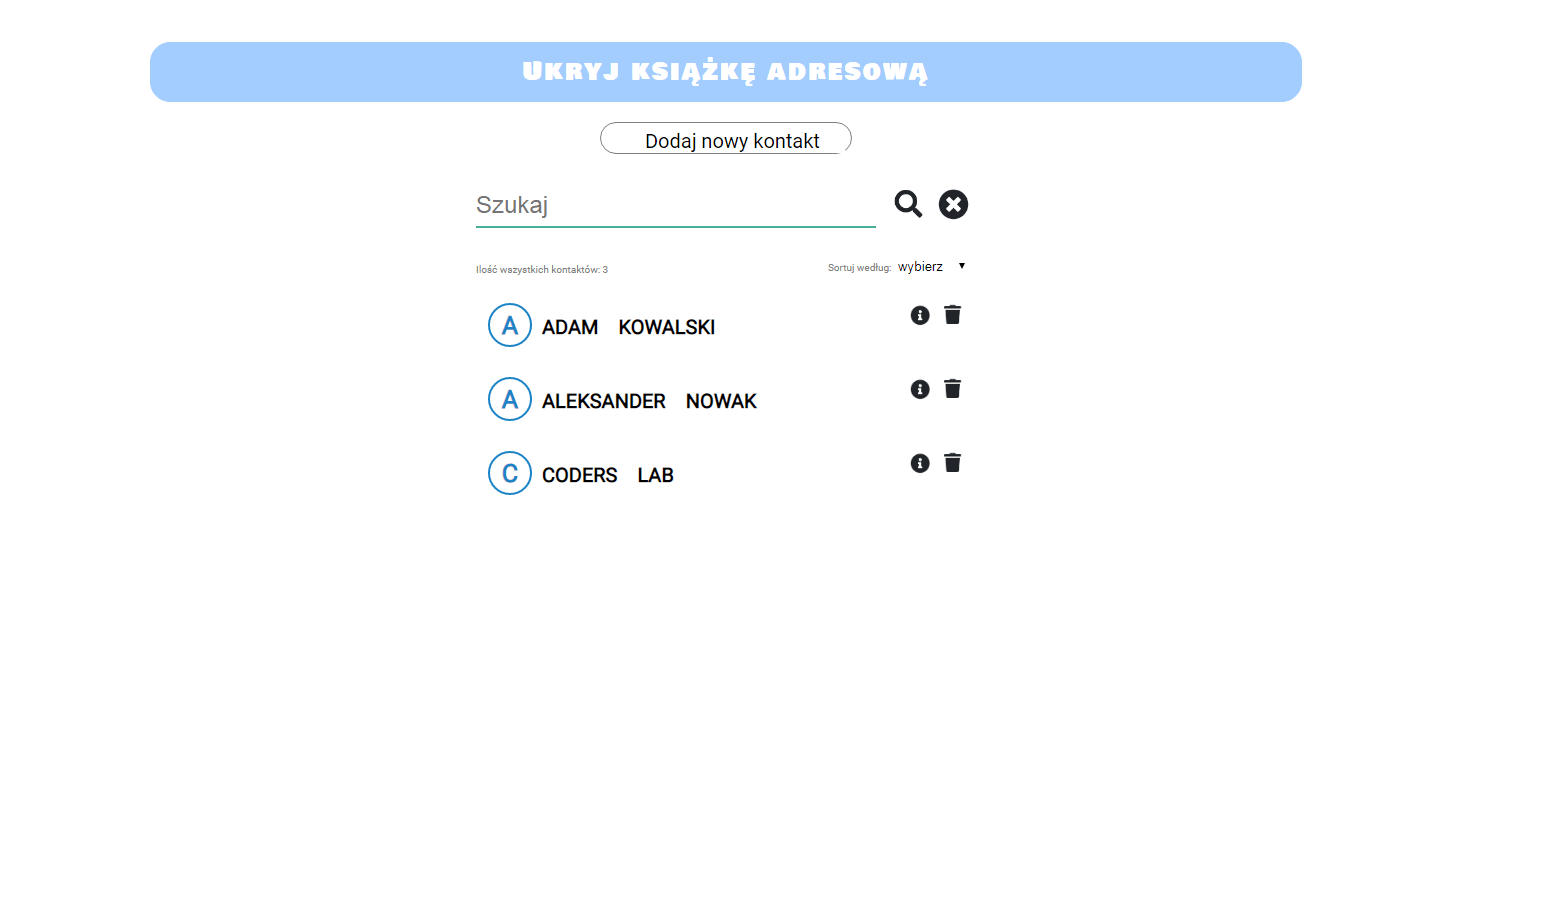 Ukryj książkę adresową
Dodaj nowy kontakt
Szukaj
Ilość wszystkich kontaktów: 3
Sortuj według: wybierz
A ADAM KOWALSKI
A ALEKSANDER NOWAK
C CODERS LAB